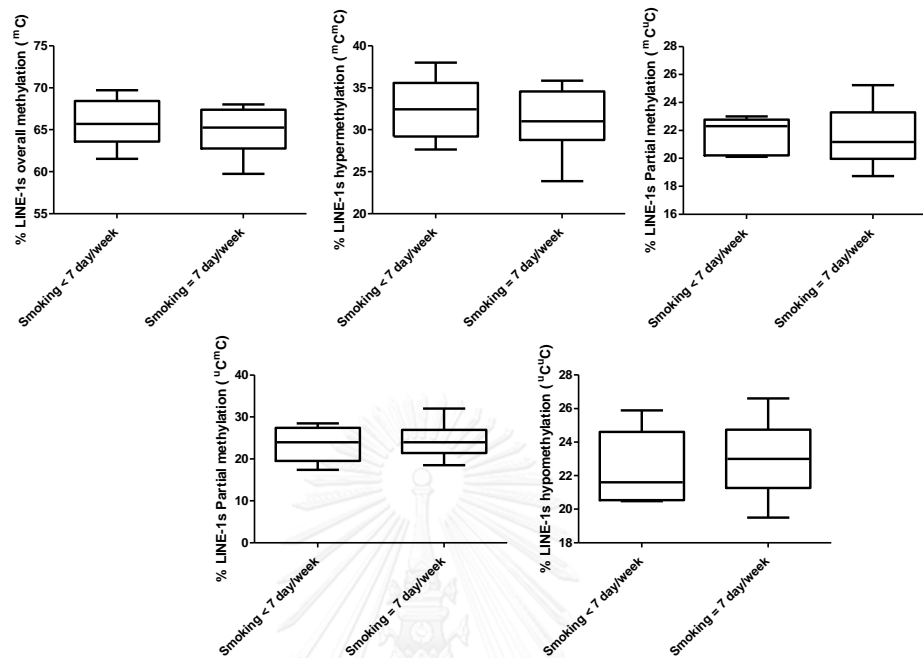 % LINE-1s overall methylation ( ᵐC)
75
70
65
60
55
Smoking < 7 day/week
Smoking = 7 day/week
% LINE-1s hypermethylation ( ᵐCᵐC)
40
35
30
25
20
Smoking < 7 day/week
Smoking = 7 day/week
% LINE-1s Partial methylation ( ᵐCᵘC)
28
26
24
22
20
18
16
Smoking < 7 day/week
Smoking = 7 day/week
% LINE-1s Partial methylation ( ᵘCᵐC)
40
30
20
10
0
Smoking < 7 day/week
Smoking = 7 day/week
% LINE-1s hypomethylation ( ᵘCᵘC)
28
26
24
22
20
18
Smoking < 7 day/week
Smoking = 7 day/week